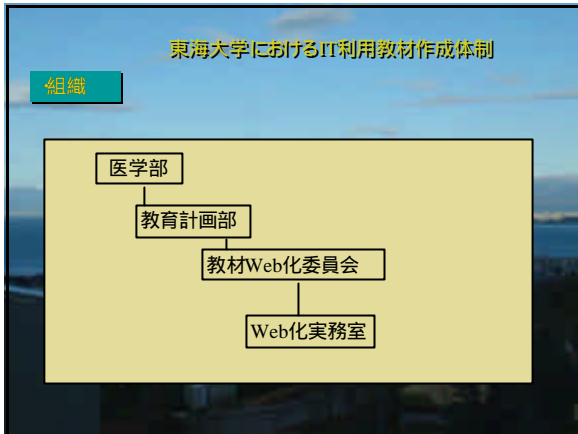 東海大学におけるIT利用教材作成体制
・組織
医学部
教育計画部
教材Web化委員会
Web化実務室